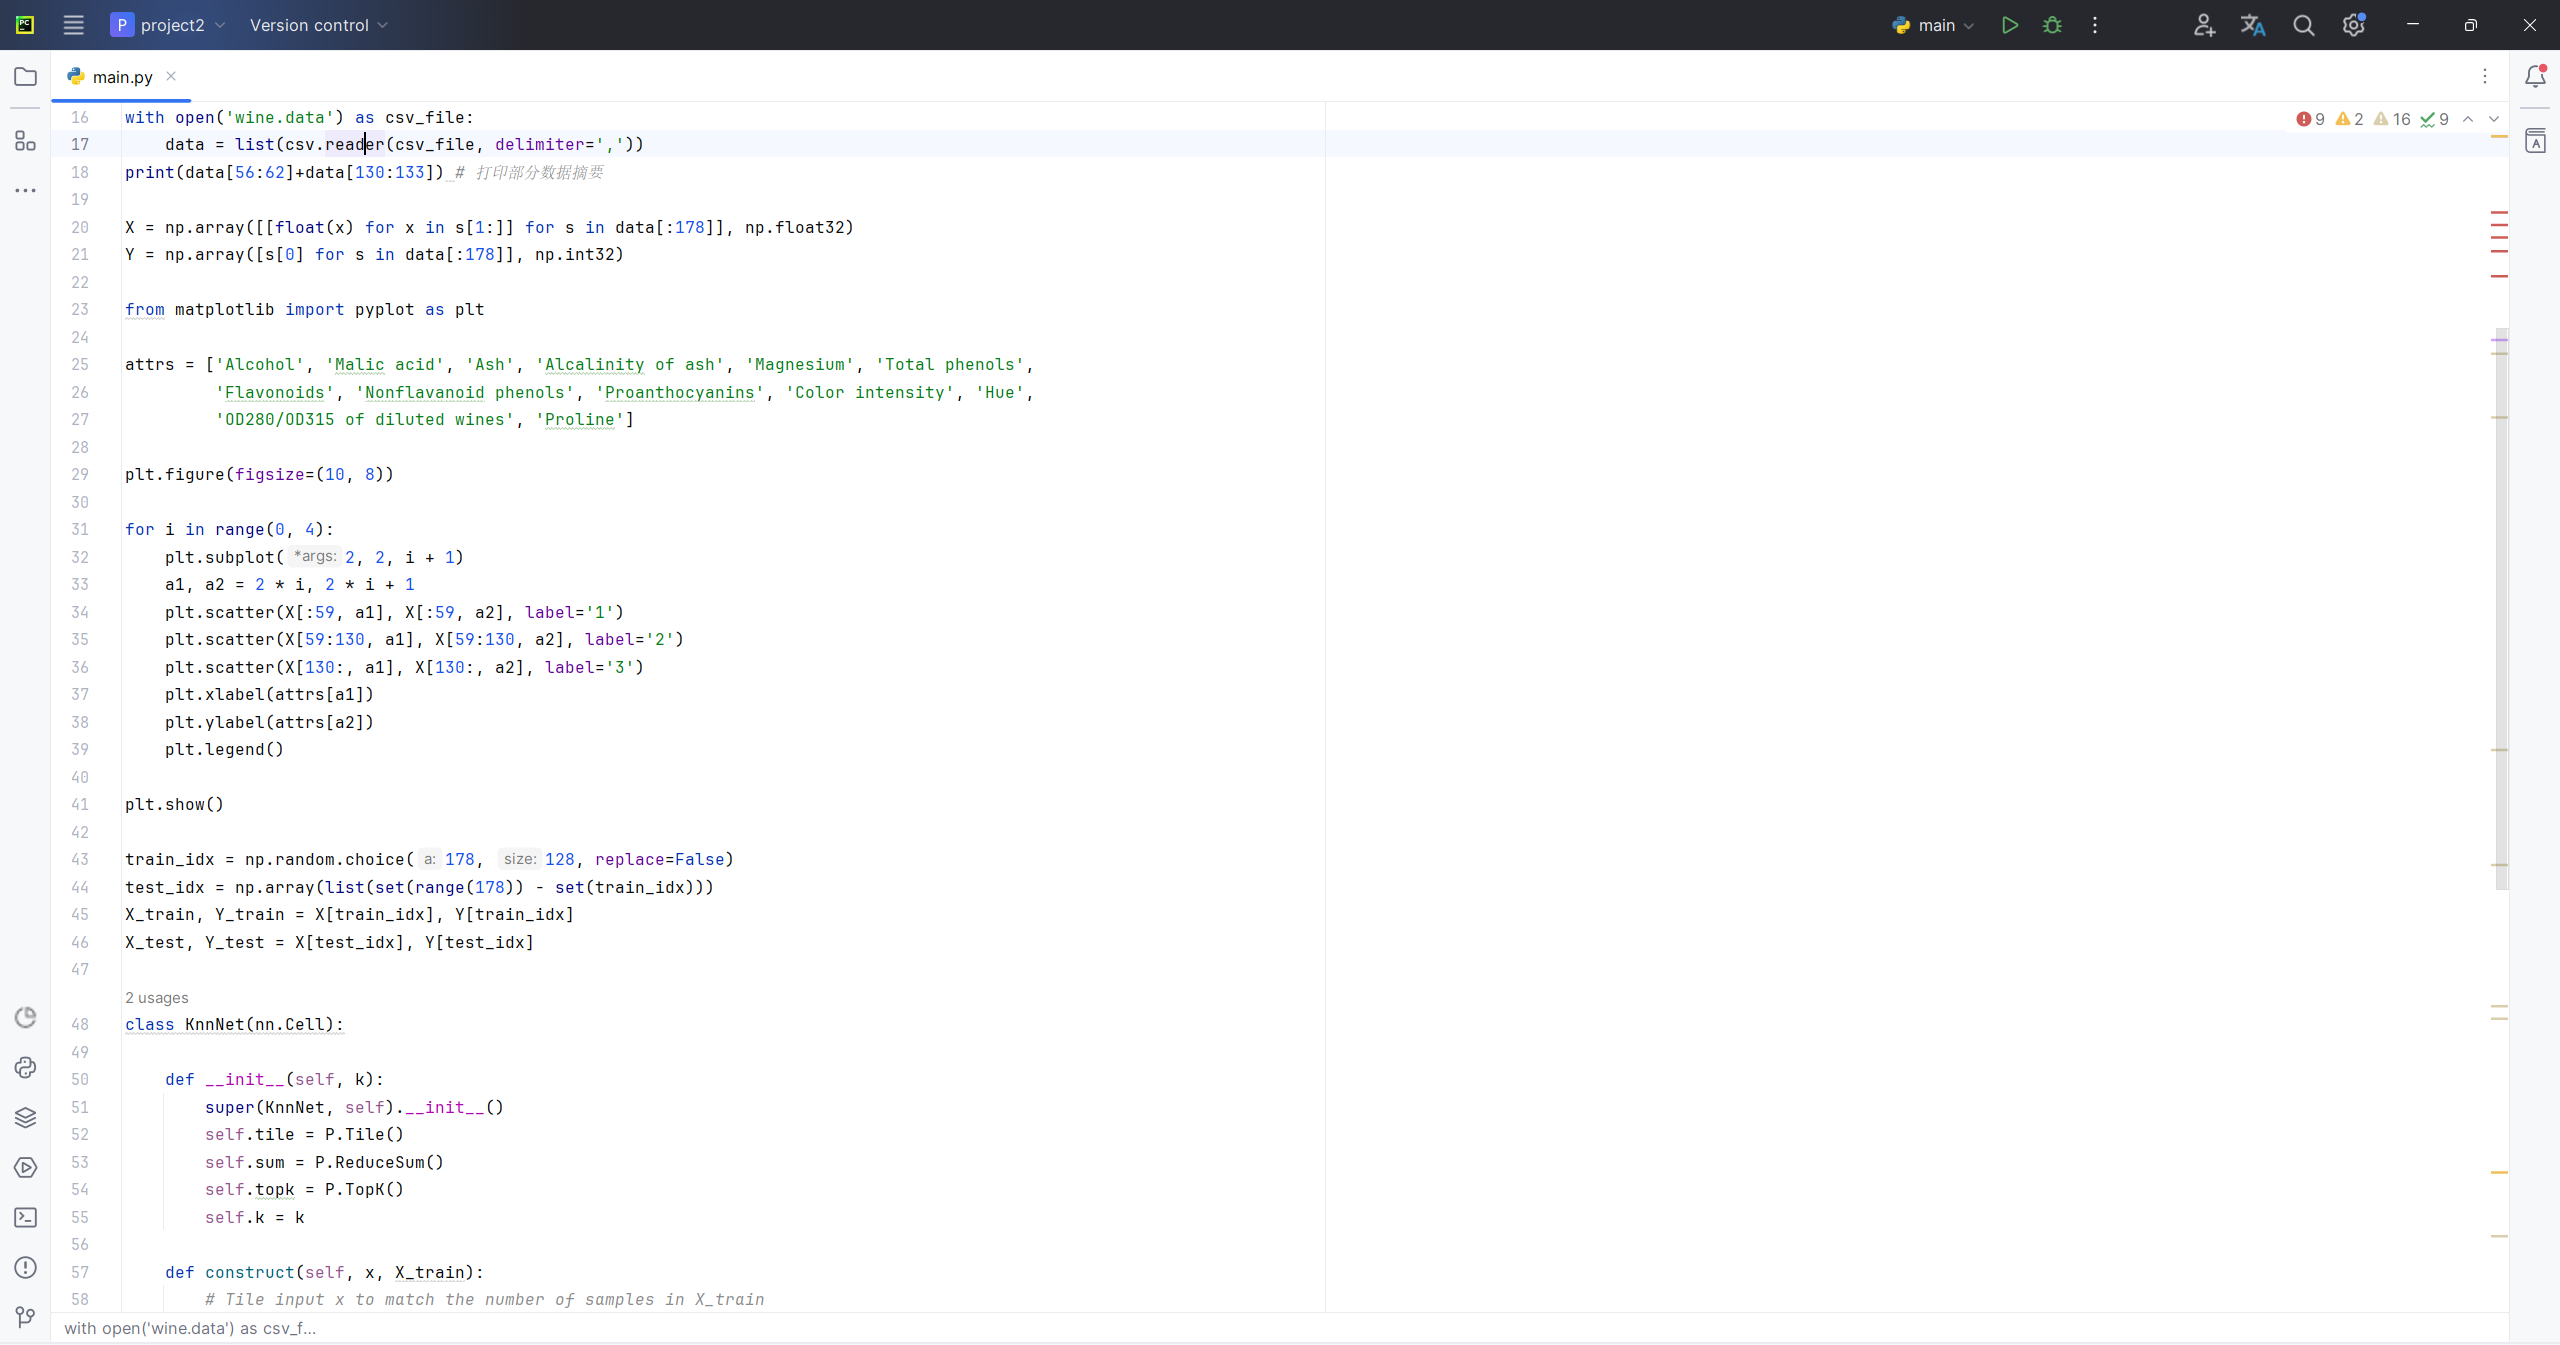 PC P project2 Version control main
main.py
9 2 16 9
16 with open('wine.data') as csv_file:
17     data = list(csv.reader(csv_file, delimiter=','))
18 print(data[56:62]+data[130:133]) # 打印部分数据摘要
19
20 X = np.array([[float(x) for x in s[1:]] for s in data[:178]], np.float32)
21 Y = np.array([s[0] for s in data[:178]], np.int32)
22
23 from matplotlib import pyplot as plt
24
25 attrs = ['Alcohol', 'Malic acid', 'Ash', 'Alcalinity of ash', 'Magnesium', 'Total phenols',
26          'Flavonoids', 'Nonflavanoid phenols', 'Proanthocyanins', 'Color intensity', 'Hue',
27          'OD280/OD315 of diluted wines', 'Proline']
28
29 plt.figure(figsize=(10, 8))
30
31 for i in range(0, 4):
32     plt.subplot( *args: 2, 2, i + 1)
33     a1, a2 = 2 * i, 2 * i + 1
34     plt.scatter(X[:59, a1], X[:59, a2], label='1')
35     plt.scatter(X[59:130, a1], X[59:130, a2], label='2')
36     plt.scatter(X[130:, a1], X[130:, a2], label='3')
37     plt.xlabel(attrs[a1])
38     plt.ylabel(attrs[a2])
39     plt.legend()
40
41 plt.show()
42
43 train_idx = np.random.choice( a: 178, size: 128, replace=False)
44 test_idx = np.array(list(set(range(178)) - set(train_idx)))
45 X_train, Y_train = X[train_idx], Y[train_idx]
46 X_test, Y_test = X[test_idx], Y[test_idx]
47
2 usages
48 class KnnNet(nn.Cell):
49
50     def __init__(self, k):
51         super(KnnNet, self).__init__()
52         self.tile = P.Tile()
53         self.sum = P.ReduceSum()
54         self.topk = P.TopK()
55         self.k = k
56
57     def construct(self, x, X_train):
58         # Tile input x to match the number of samples in X_train
with open('wine.data') as csv_f...